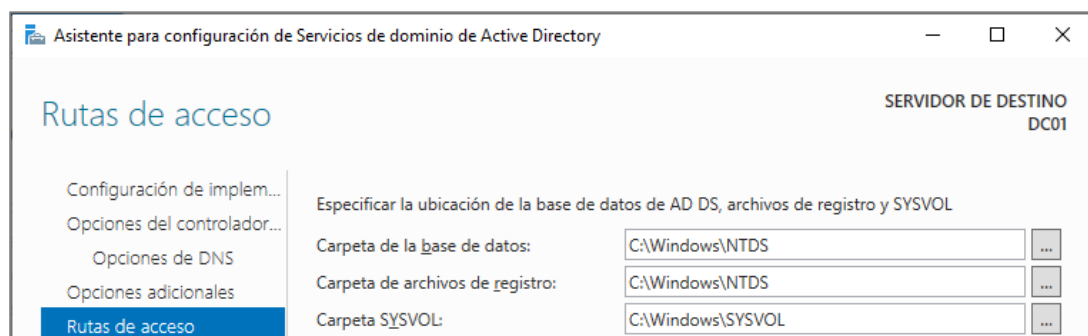 Asistente para configuración de Servicios de dominio de Active Directory
Rutas de acceso
SERVIDOR DE DESTINO
DC01
Configuración de implem...
Opciones del controlador...
Opciones de DNS
Opciones adicionales
Rutas de acceso
Especificar la ubicación de la base de datos de AD DS, archivos de registro y SYSVOL
Carpeta de la base de datos: C:\Windows\NTDS ...
Carpeta de archivos de registro: C:\Windows\NTDS ...
Carpeta SYSVOL: C:\Windows\SYSVOL ...